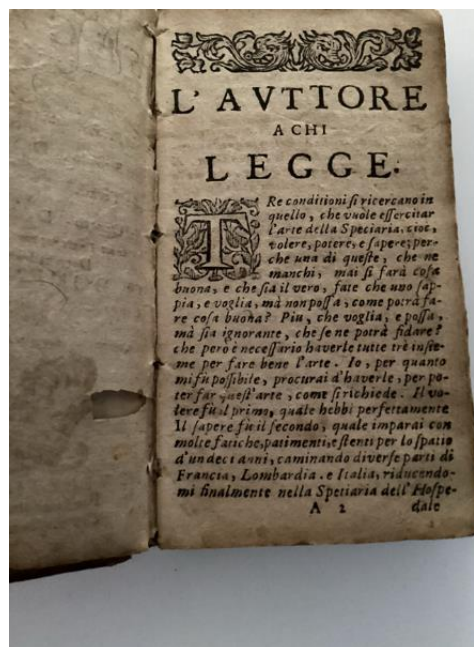 L' AVTTORE
A CHI
LEGGE.
TRe conditioni ſi ricercano in
quello, che vuole eſſercitar
l'arte della Speciaria, cioè,
volere, potere, e ſapere; per-
che una di queſte, che ne
manchi, mai ſi farà coſa
buona, e che ſia il vero, fate che uno ſap-
pia, e voglia, mà non poſſa, come potrà fa-
re coſa buona? Più, che voglia, e poſſa,
mà ſia ignorante, che ſe ne potrà fidare?
che però è neceſſario haverle tutte trè inſie-
me per fare bene l'arte. Io, per quanto
mi fù poſſibile, procurai d'haverle, per po-
ter far queſt'arte, come ſi richiede. Il vo-
lere fù il primo, quale hebbi perfettamente
Il ſapere fù il ſecondo, quale imparai con
molte fatiche, patimenti, e ſtenti per lo ſpatio
d'un deci anni, caminando diverſe parti di
Francia, Lombardia. e Italia, riducendo-
mi finalmente nella Spetiaria dell' Hoſpe-
A 2 dale